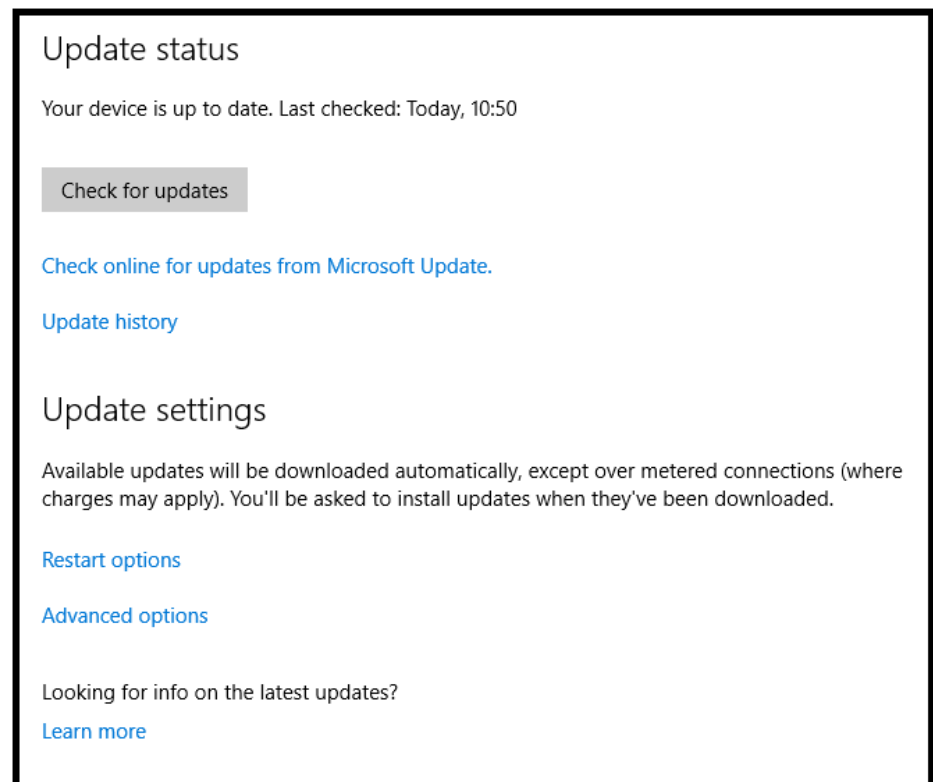 Update status
Your device is up to date. Last checked: Today, 10:50
Check for updates
Check online for updates from Microsoft Update.
Update history
Update settings
Available updates will be downloaded automatically, except over metered connections (where
charges may apply). You'll be asked to install updates when they've been downloaded.
Restart options
Advanced options
Looking for info on the latest updates?
Learn more